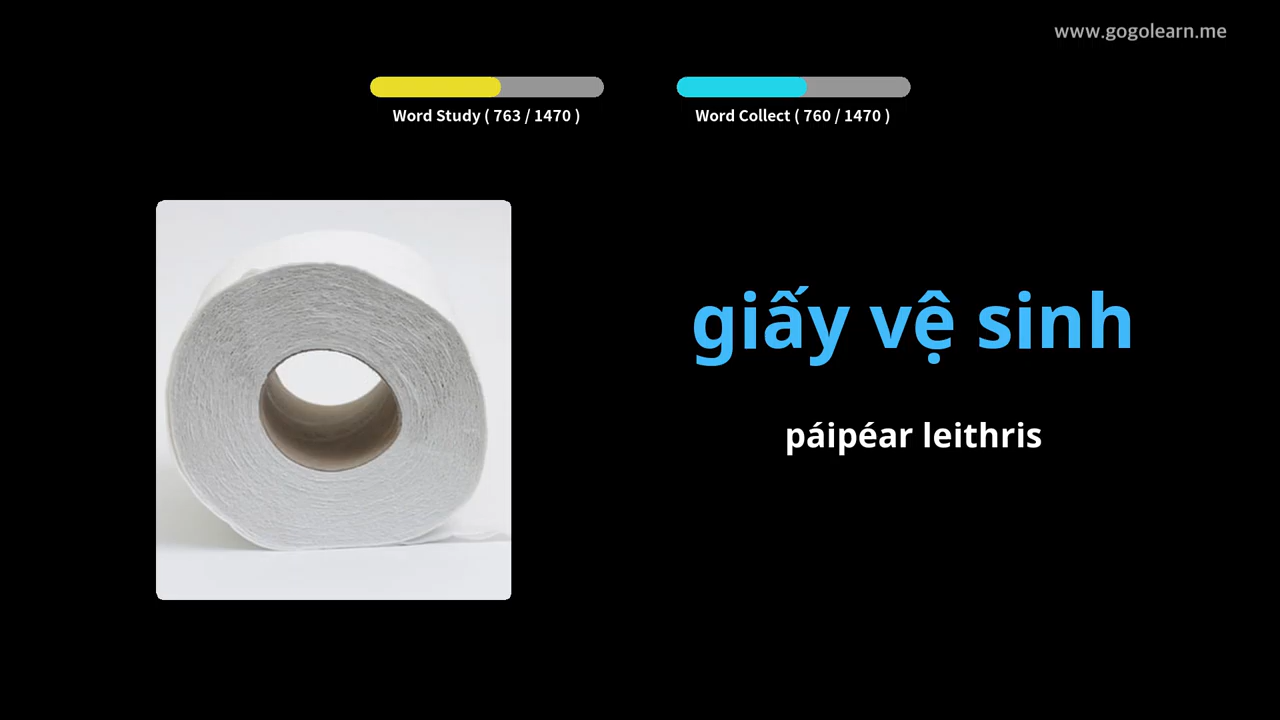 www.gogolearn.me
Word Study ( 763 / 1470 )
Word Collect ( 760 / 1470 )
giấy vệ sinh
páipéar leithris